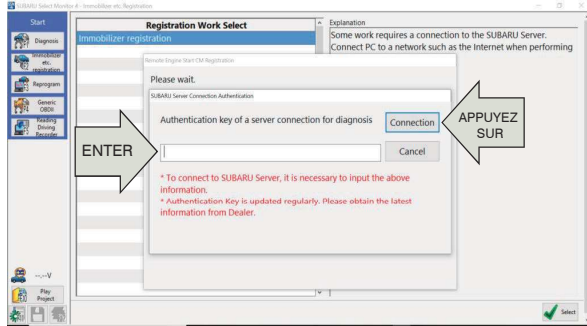 SUBARU Select Monitor 4 - Immobilizer etc. Registration
Start
Diagnosis
Immobilizer
etc.
registration
Reprogram
Generic
OBDII
Reading
Driving
Recorder
--.--V
Play
Project
Registration Work Select
Immobilizer registration
Explanation
Some work requires a connection to the SUBARU Server.
Connect PC to a network such as the Internet when performing
Remote Engine Start CM Registration
Please wait.
SUBARU Server Connection Authentication
Authentication key of a server connection for diagnosis
Connection
Cancel
* To connect to SUBARU Server, it is necessary to input the above
information.
* Authentication Key is updated regularly. Please obtain the latest
information from Dealer.
ENTER
APPUYEZ
SUR
Select